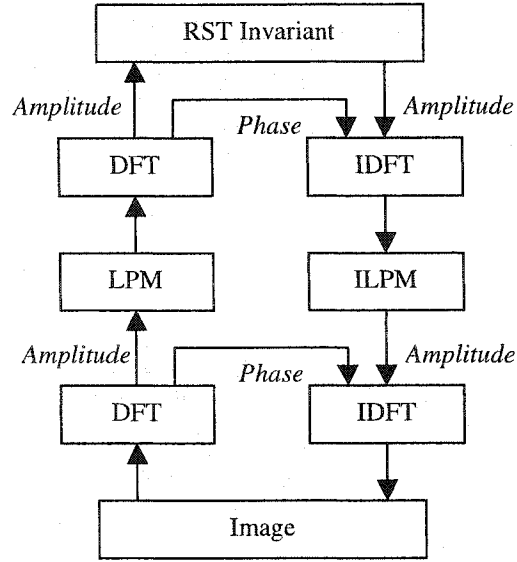 RST Invariant
Amplitude
Amplitude
Phase
DFT
IDFT
LPM
ILPM
Amplitude
Amplitude
Phase
DFT
IDFT
Image